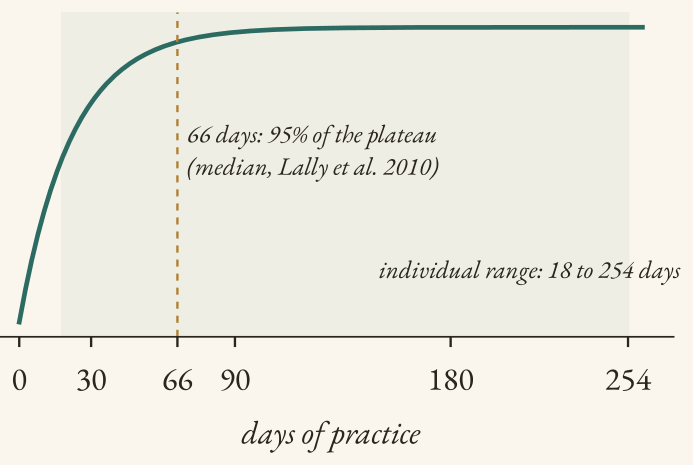 66 days: 95% of the plateau
(median, Lally et al. 2010)
individual range: 18 to 254 days
0 30 66 90 180 254
days of practice